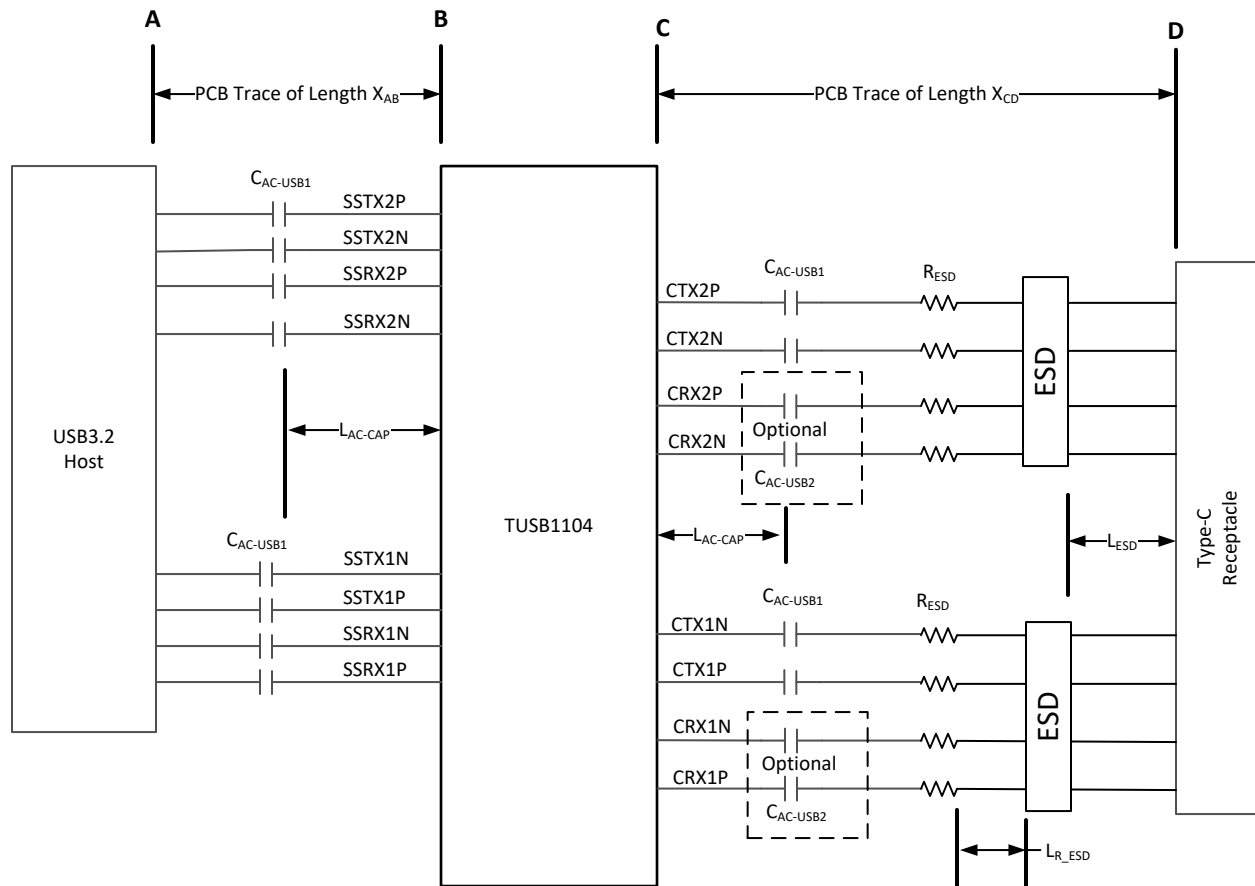 A
B
C
D
PCB Trace of Length XAB
PCB Trace of Length XCD
CAC-USB1
SSTX2P
SSTX2N
SSRX2P
SSRX2N
LAC-CAP
USB3.2
Host
CAC-USB1
SSTX1N
SSTX1P
SSRX1N
SSRX1P
TUSB1104
CAC-USB1
RESD
CTX2P
CTX2N
CRX2P
Optional
CRX2N
CAC-USB2
ESD
LAC-CAP
LESD
Type-C
Receptacle
CAC-USB1
RESD
CTX1N
CTX1P
CRX1N
Optional
CRX1P
CAC-USB2
ESD
LR_ESD